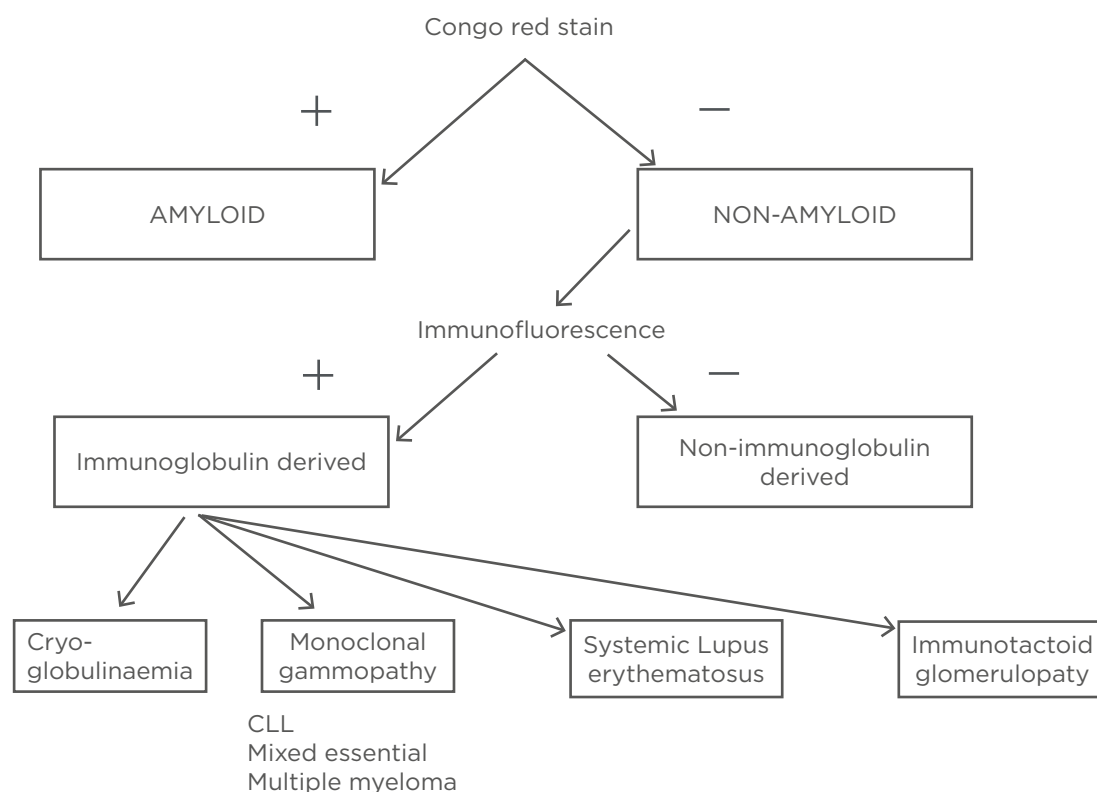 Congo red stain
+
−
AMYLOID
NON-AMYLOID
Immunofluorescence
+
−
Immunoglobulin derived
Non-immunoglobulin
derived
Cryo-
globulinaemia
Monoclonal
gammopathy
Systemic Lupus
erythematosus
Immunotactoid
glomerulopaty
CLL
Mixed essential
Multiple myeloma